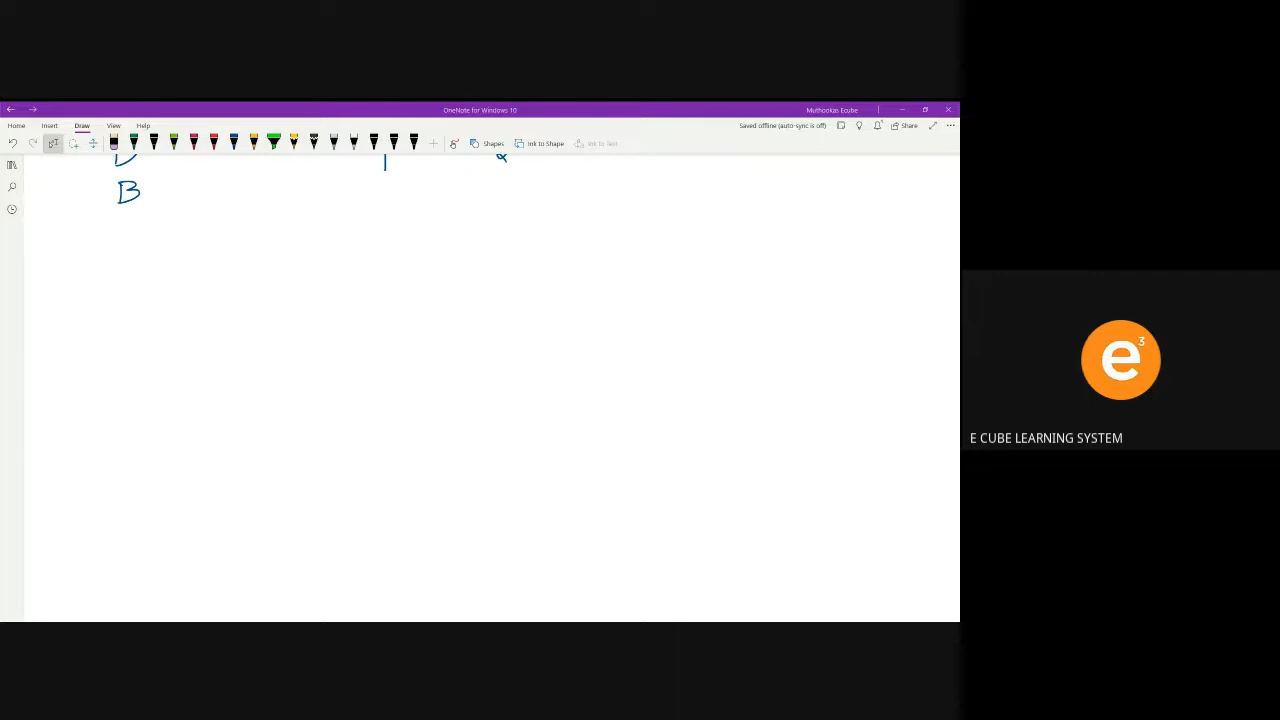 OneNote for Windows 10
Muthookas Ecube
Home Insert Draw View Help
Saved offline (auto-sync is off)
Share
Shapes
Ink to Shape
Ink to Text
B
e3
E CUBE LEARNING SYSTEM